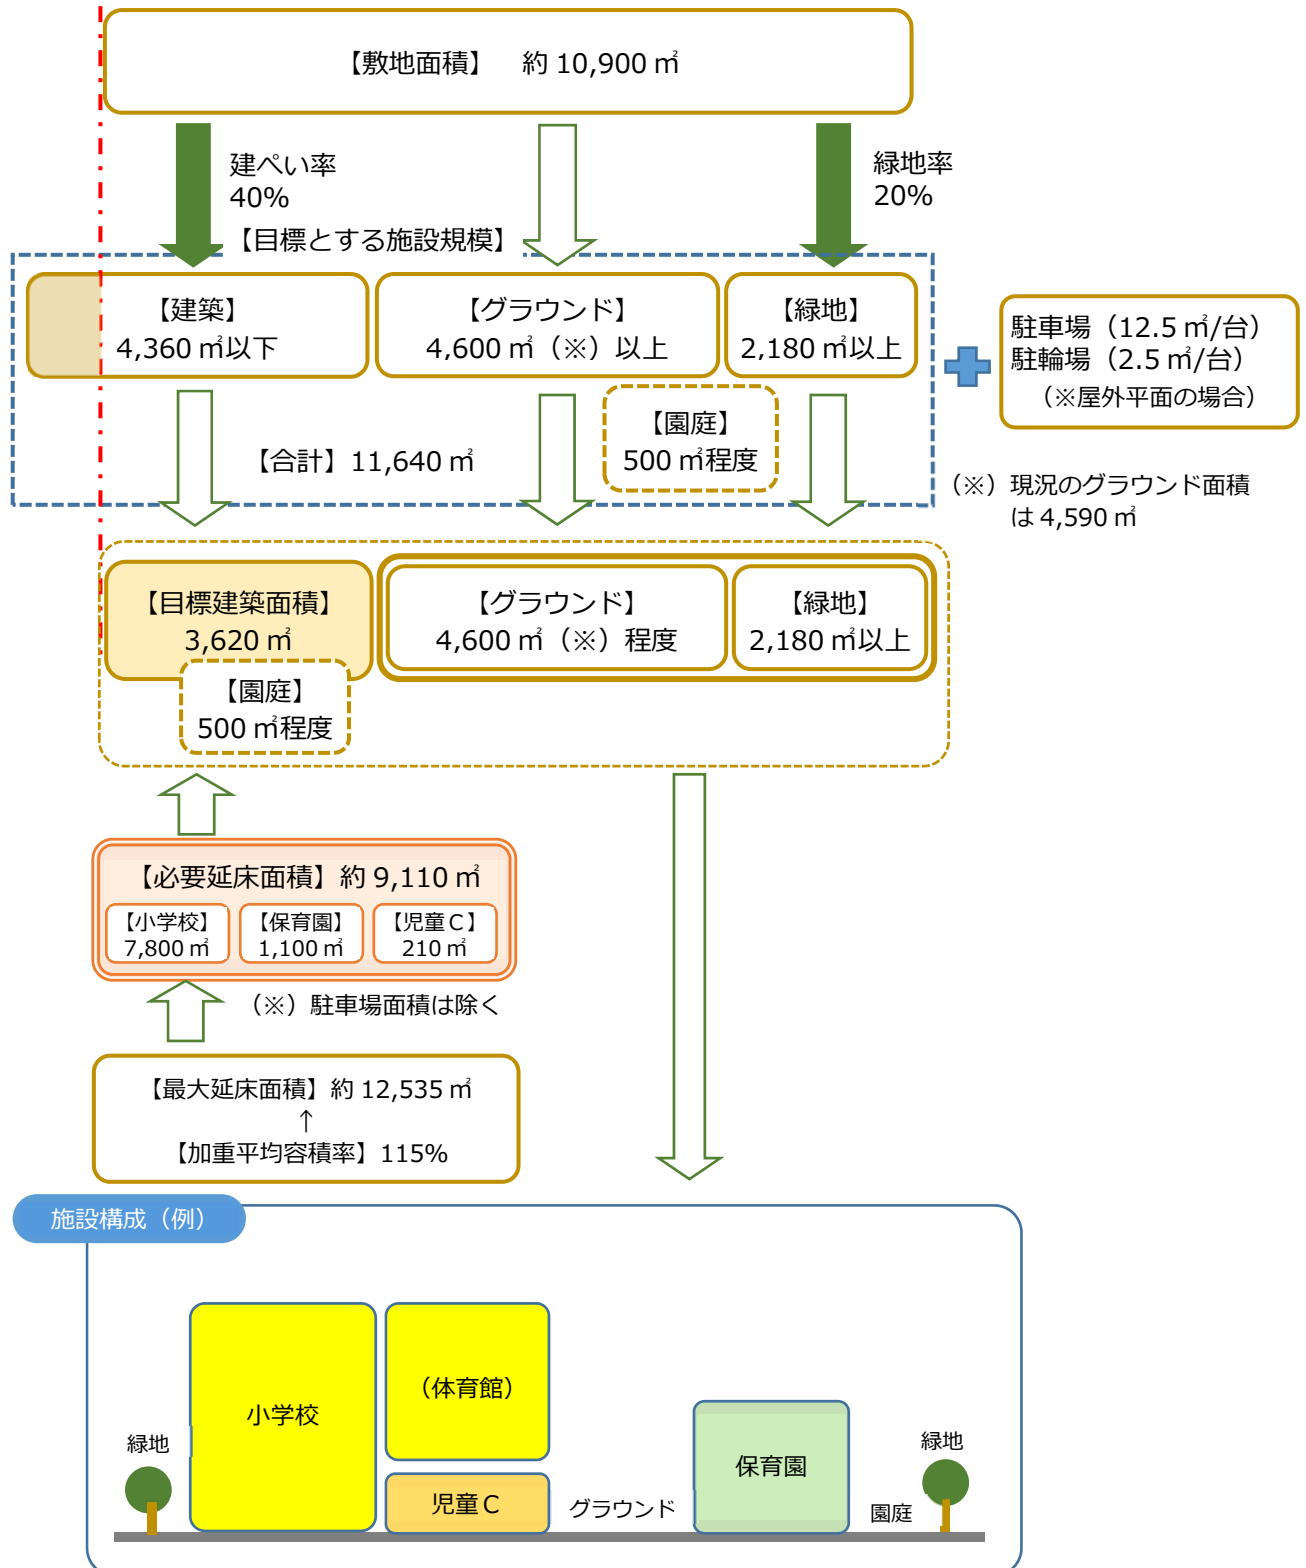 【敷地面積】　約 10,900 ㎡
建ぺい率
40%
緑地率
20%
【目標とする施設規模】
【建築】
4,360 ㎡以下
【グラウンド】
4,600 ㎡（※）以上
【緑地】
2,180 ㎡以上
駐車場（12.5 ㎡/台）
駐輪場（2.5 ㎡/台）
（※屋外平面の場合）
【園庭】
500 ㎡程度
【合計】11,640 ㎡
（※）現況のグラウンド面積
は 4,590 ㎡
【目標建築面積】
3,620 ㎡
【グラウンド】
4,600 ㎡（※）程度
【緑地】
2,180 ㎡以上
【園庭】
500 ㎡程度
【必要延床面積】約 9,110 ㎡
【小学校】
7,800 ㎡
【保育園】
1,100 ㎡
【児童Ｃ】
210 ㎡
（※）駐車場面積は除く
【最大延床面積】約 12,535 ㎡
↑
【加重平均容積率】115%
施設構成（例）
小学校
（体育館）
児童Ｃ
保育園
緑地
グラウンド
園庭
緑地